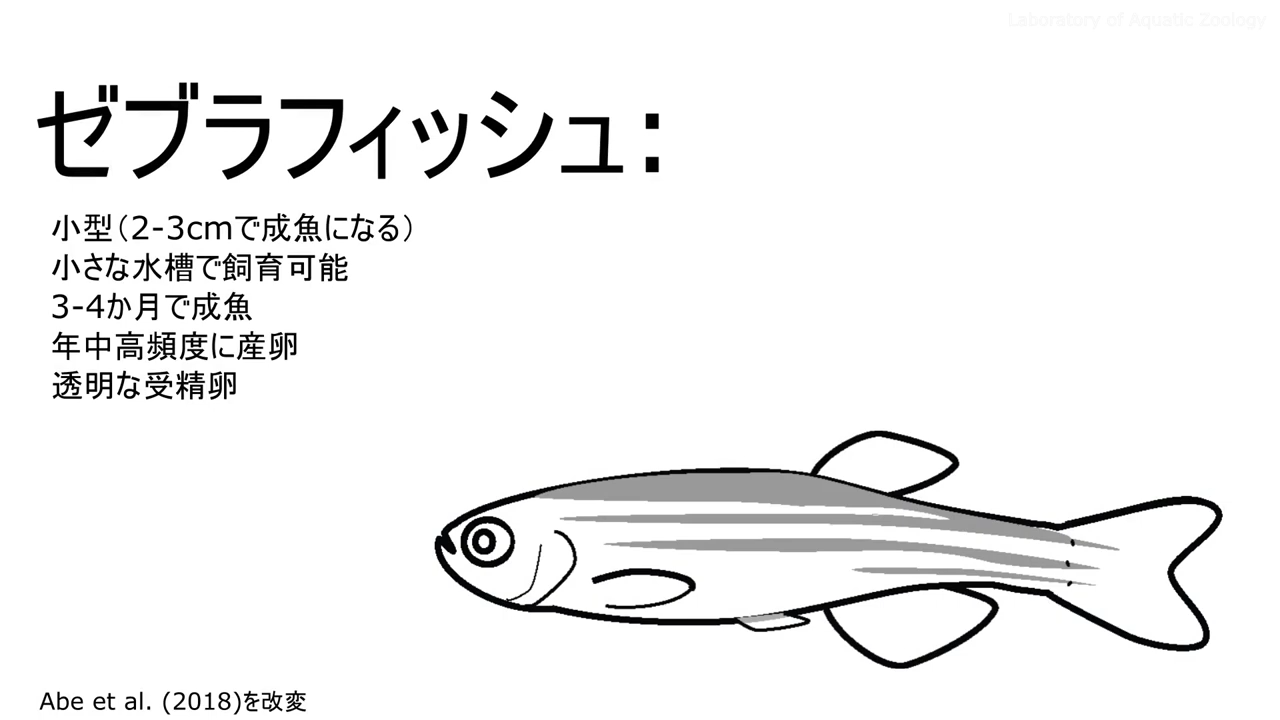 Laboratory of Aquatic Zoology
ゼブラフィッシュ：
小型（2-3cmで成魚になる）
小さな水槽で飼育可能
3-4か月で成魚
年中高頻度に産卵
透明な受精卵
Abe et al. (2018)を改変